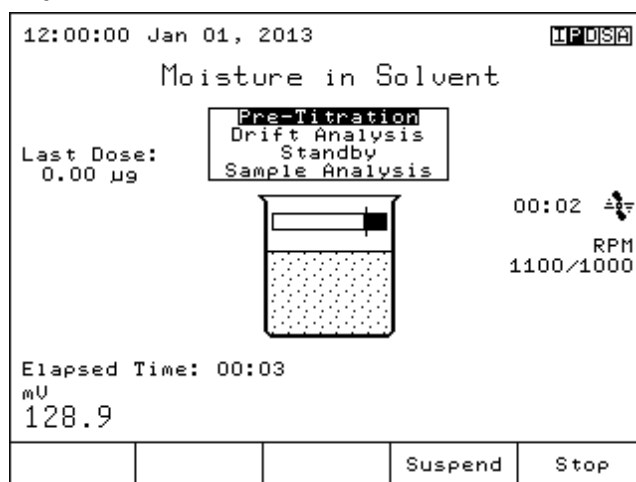 12:00:00 Jan 01, 2013 IPDSA
Moisture in Solvent
Pre-Titration
Drift Analysis
Standby
Sample Analysis
Last Dose:
0.00 µg
00:02
RPM
1100/1000
Elapsed Time: 00:03
mV
128.9
Suspend Stop